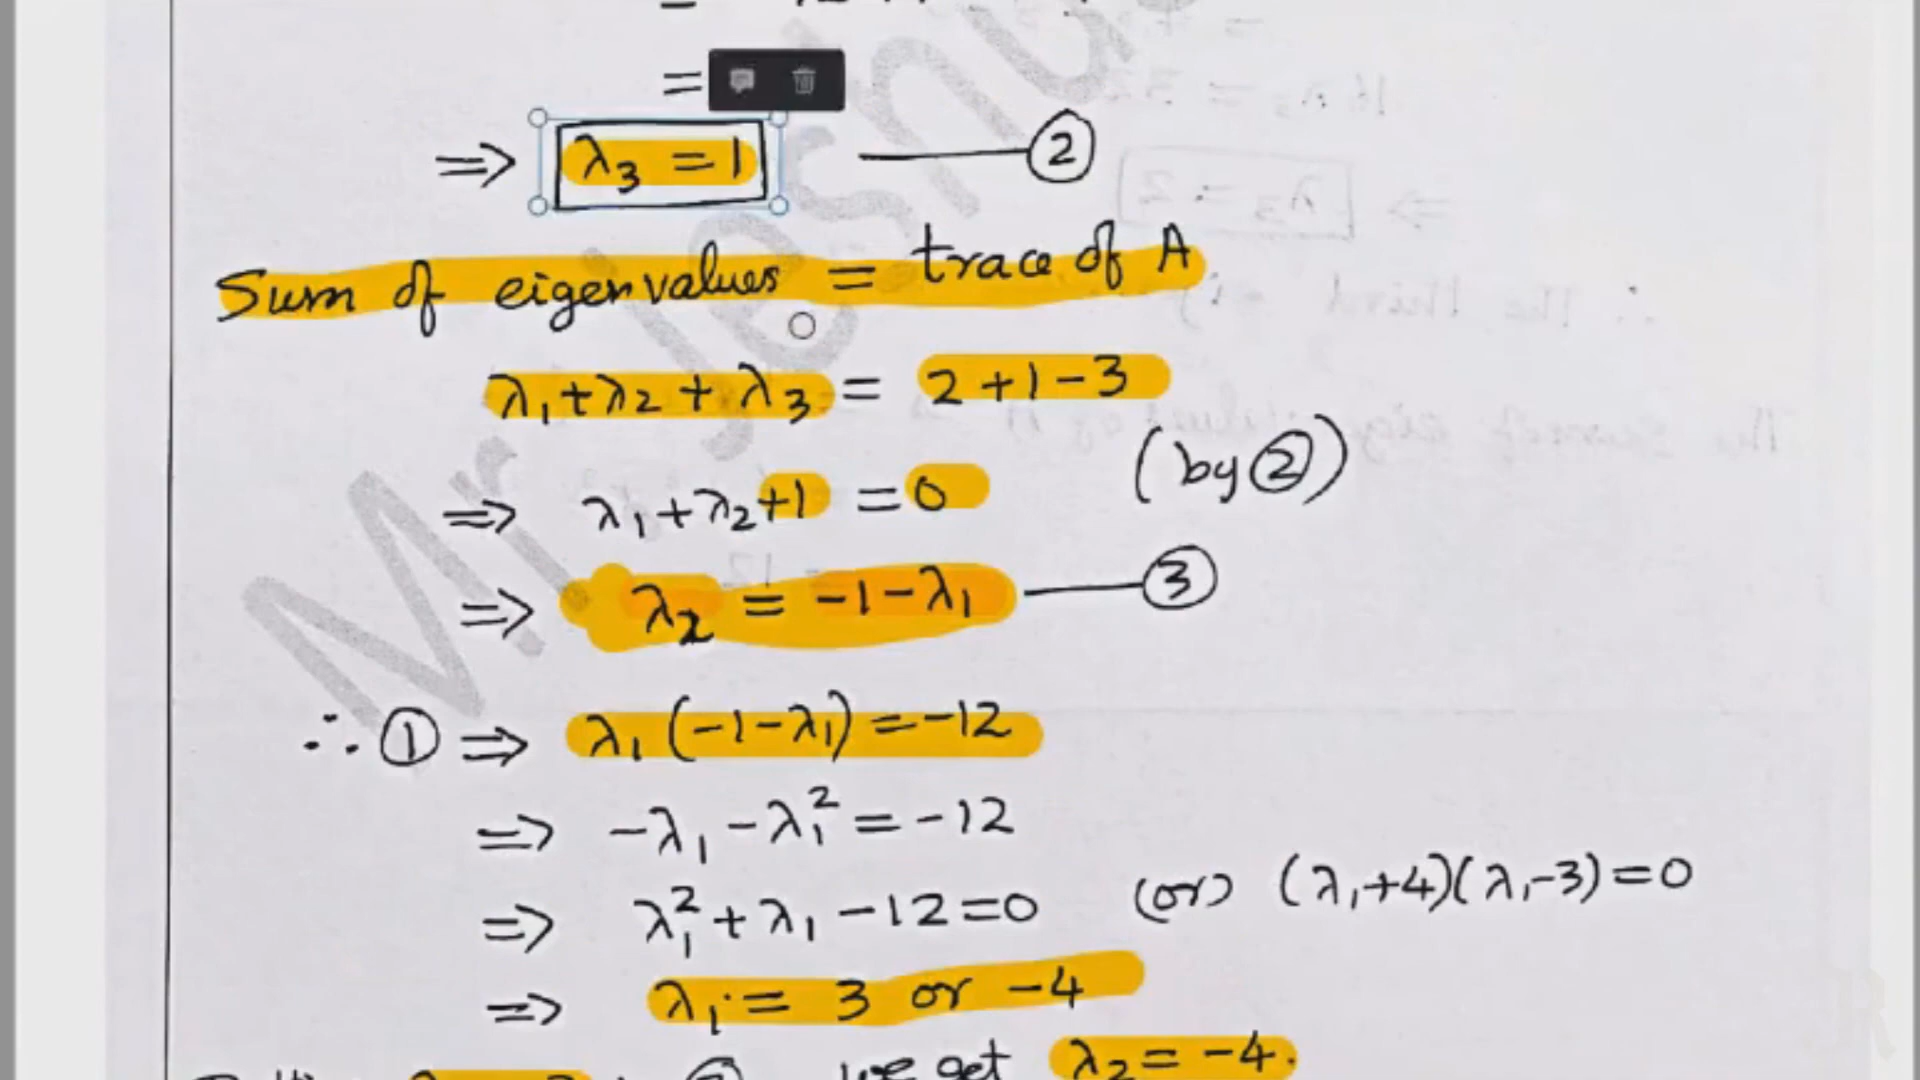 =
⇒ λ₃ = 1 —— ②
Sum of eigenvalues = trace of A
λ₁+λ₂+λ₃ = 2+1-3
⇒ λ₁+λ₂+1 = 0 (by ②)
⇒ λ₂ = -1-λ₁ —— ③
∴ ① ⇒ λ₁(-1-λ₁) = -12
⇒ -λ₁ - λ₁² = -12
⇒ λ₁² + λ₁ - 12 = 0 (or) (λ₁+4)(λ₁-3) = 0
⇒ λ₁ = 3 or -4
we get λ₂ = -4.
Mr.